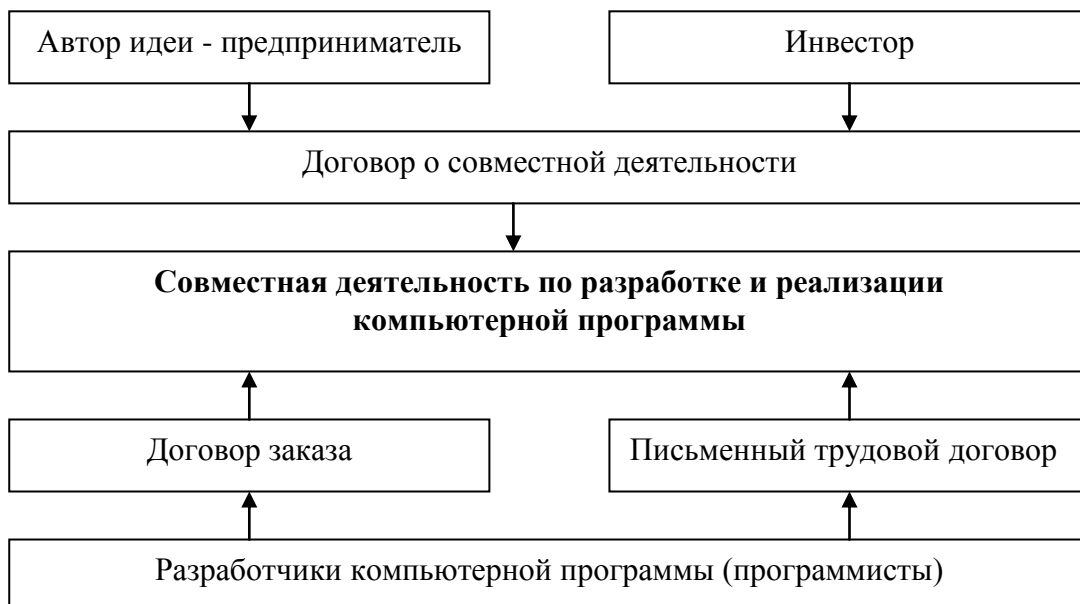 Автор идеи - предприниматель
Инвестор
Договор о совместной деятельности
Совместная деятельность по разработке и реализации
компьютерной программы
Договор заказа
Письменный трудовой договор
Разработчики компьютерной программы (программисты)